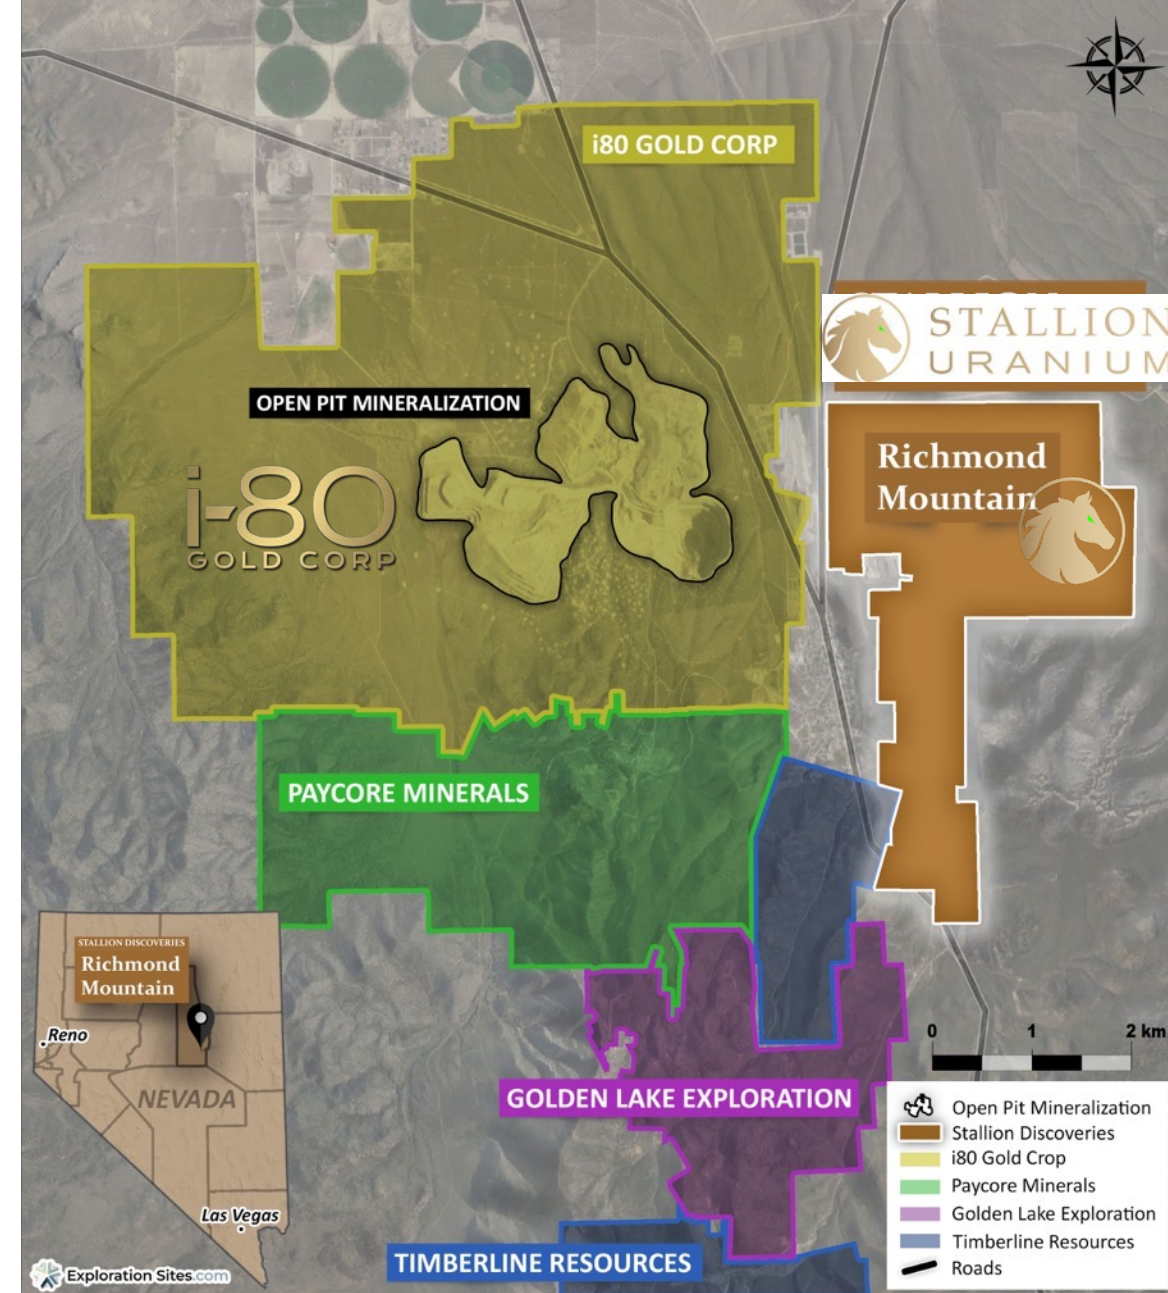 i80 GOLD CORP
STALLION
URANIUM
OPEN PIT MINERALIZATION
i-80
GOLD CORP
Richmond
Mountain
PAYCORE MINERALS
STALLION DISCOVERIES
Richmond
Mountain
Reno
NEVADA
Las Vegas
0 1 2 km
GOLDEN LAKE EXPLORATION
TIMBERLINE RESOURCES
Open Pit Mineralization
Stallion Discoveries
i80 Gold Crop
Paycore Minerals
Golden Lake Exploration
Timberline Resources
Roads
Exploration Sites.com